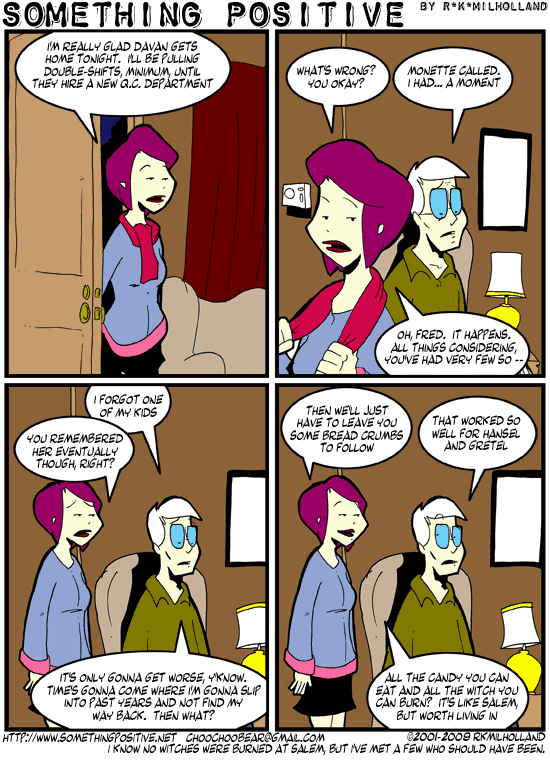 SOMETHING POSITIVE BY R*K*MILHOLLAND
I'M REALLY GLAD DAVAN GETS
HOME TONIGHT. I'LL BE PULLING
DOUBLE-SHIFTS, MINIMUM, UNTIL
THEY HIRE A NEW Q.C. DEPARTMENT
WHAT'S WRONG?
YOU OKAY?
MONETTE CALLED.
I HAD... A MOMENT
OH, FRED. IT HAPPENS.
ALL THINGS CONSIDERING,
YOU'VE HAD VERY FEW SO --
I FORGOT ONE
OF MY KIDS
YOU REMEMBERED
HER EVENTUALLY
THOUGH, RIGHT?
IT'S ONLY GONNA GET WORSE, Y'KNOW.
TIME'S GONNA COME WHERE I'M GONNA SLIP
INTO PAST YEARS AND NOT FIND MY
WAY BACK. THEN WHAT?
THEN WE'LL JUST
HAVE TO LEAVE YOU
SOME BREAD CRUMBS
TO FOLLOW
THAT WORKED SO
WELL FOR HANSEL
AND GRETEL
ALL THE CANDY YOU CAN
EAT AND ALL THE WITCH YOU
CAN BURN? IT'S LIKE SALEM,
BUT WORTH LIVING IN
HTTP://WWW.SOMETHINGPOSITIVE.NET CHOOCHOOBEAR@GMAIL.COM ©2001-2009 RKMILHOLLAND
I KNOW NO WITCHES WERE BURNED AT SALEM, BUT I'VE MET A FEW WHO SHOULD HAVE BEEN.